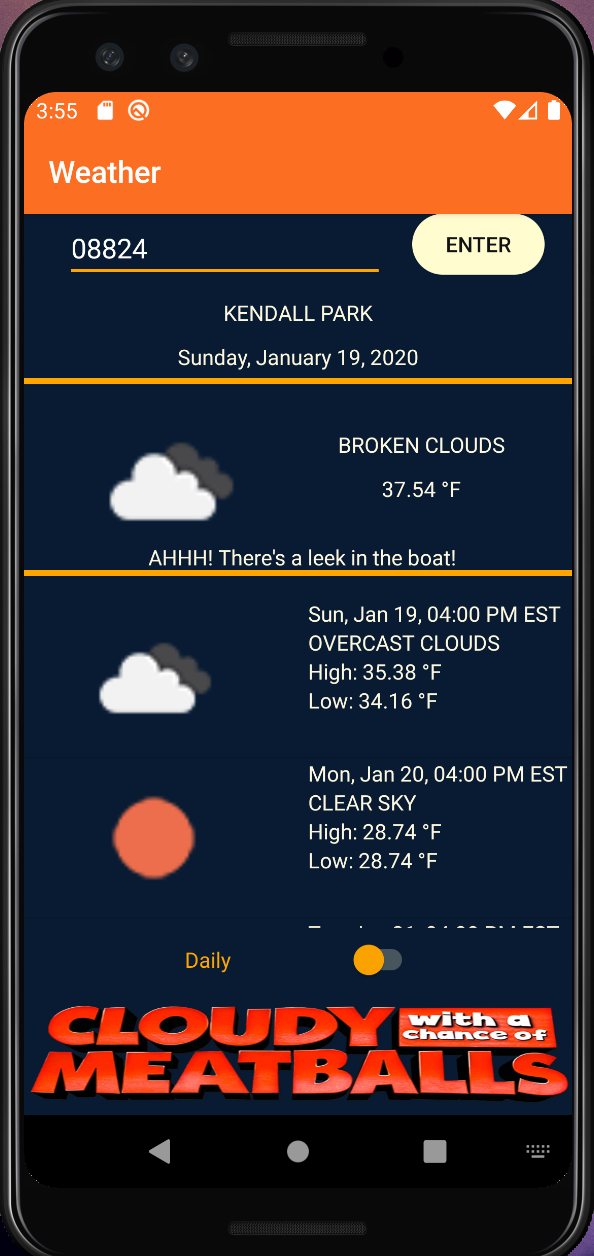 3:55
Weather
08824
ENTER
KENDALL PARK
Sunday, January 19, 2020
BROKEN CLOUDS
37.54 °F
AHHH! There's a leek in the boat!
Sun, Jan 19, 04:00 PM EST
OVERCAST CLOUDS
High: 35.38 °F
Low: 34.16 °F
Mon, Jan 20, 04:00 PM EST
CLEAR SKY
High: 28.74 °F
Low: 28.74 °F
Daily
CLOUDY with a
chance of
MEATBALLS